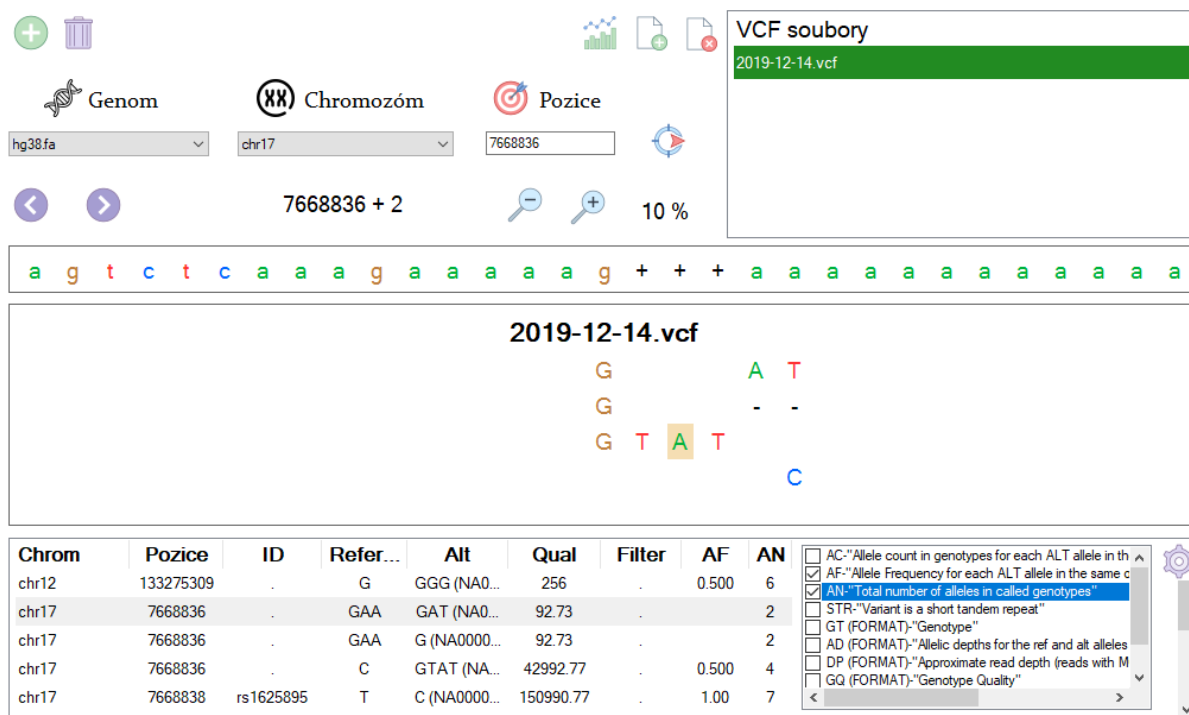 VCF soubory
2019-12-14.vcf
Genom
XX Chromozóm
Pozice
hg38.fa
chr17
7668836
7668836 + 2
10 %
a g t c t c a a a g a a a a a g + + + a a a a a a a a a a a a
2019-12-14.vcf
G A T
G - -
G T A T
C
Chrom Pozice ID Refer... Alt Qual Filter AF AN
chr12 133275309 . G GGG (NA0... 256 . 0.500 6
chr17 7668836 . GAA GAT (NA0... 92.73 . 2
chr17 7668836 . GAA G (NA0000... 92.73 . 2
chr17 7668836 . C GTAT (NA... 42992.77 . 0.500 4
chr17 7668838 rs1625895 T C (NA0000... 150990.77 . 1.00 7
AC-"Allele count in genotypes for each ALT allele in th
AF-"Allele Frequency for each ALT allele in the same c
AN-"Total number of alleles in called genotypes"
STR-"Variant is a short tandem repeat"
GT (FORMAT)-"Genotype"
AD (FORMAT)-"Allelic depths for the ref and alt alleles
DP (FORMAT)-"Approximate read depth (reads with M
GQ (FORMAT)-"Genotype Quality"